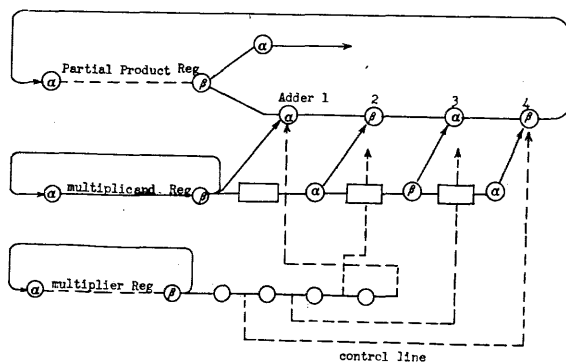 α
Partial Product Reg
β
α
Adder 1
2
3
4
α
β
α
β
α
multiplicand. Reg
β
α
β
α
α
multiplier Reg
β
control line